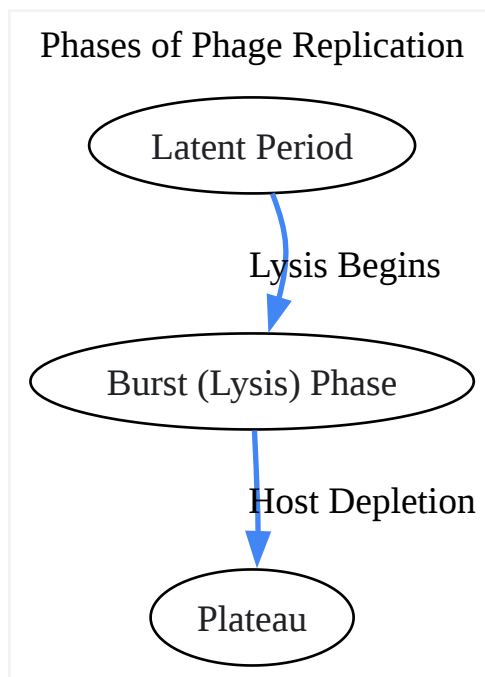 Phases of Phage Replication
Latent Period
Lysis Begins
Burst (Lysis) Phase
Host Depletion
Plateau